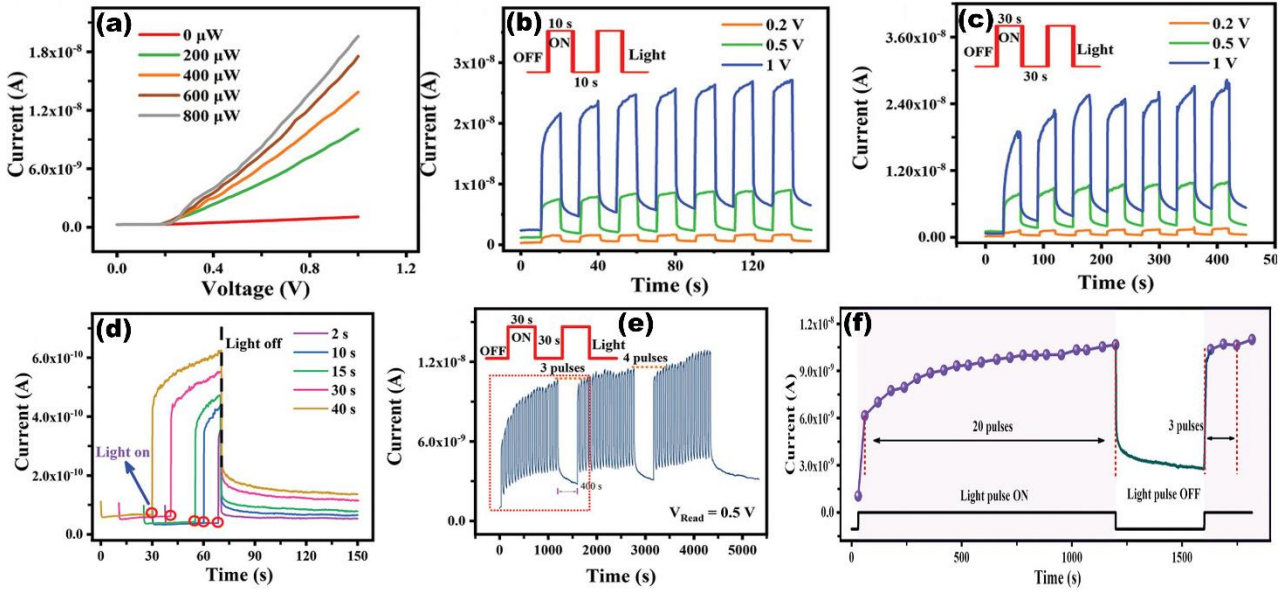 (a)
Current (A)
1.8x10⁻⁸
1.2x10⁻⁸
6.0x10⁻⁹
0.0
0 μW
200 μW
400 μW
600 μW
800 μW
0.0 0.4 0.8 1.2
Voltage (V)
(b)
Current (A)
3x10⁻⁸
2x10⁻⁸
1x10⁻⁸
0
10 s
ON
OFF
10 s
Light
0.2 V
0.5 V
1 V
0 40 80 120
Time (s)
(c)
Current (A)
3.60x10⁻⁸
2.40x10⁻⁸
1.20x10⁻⁸
0.00
30 s
ON
OFF
30 s
Light
0.2 V
0.5 V
1 V
0 100 200 300 400 500
Time (s)
(d)
Current (A)
6.0x10⁻¹⁰
4.0x10⁻¹⁰
2.0x10⁻¹⁰
0.0
Light on
Light off
2 s
10 s
15 s
30 s
40 s
0 30 60 90 120 150
Time (s)
(e)
Current (A)
1.2x10⁻⁸
6.0x10⁻⁹
0.0
30 s
ON
OFF
30 s
Light
3 pulses
4 pulses
400 s
V Read = 0.5 V
0 1000 2000 3000 4000 5000
Time (s)
(f)
Current (A)
1.2x10⁻⁸
9.0x10⁻⁹
6.0x10⁻⁹
3.0x10⁻⁹
0.0
20 pulses
3 pulses
Light pulse ON
Light pulse OFF
0 500 1000 1500
Time (s)